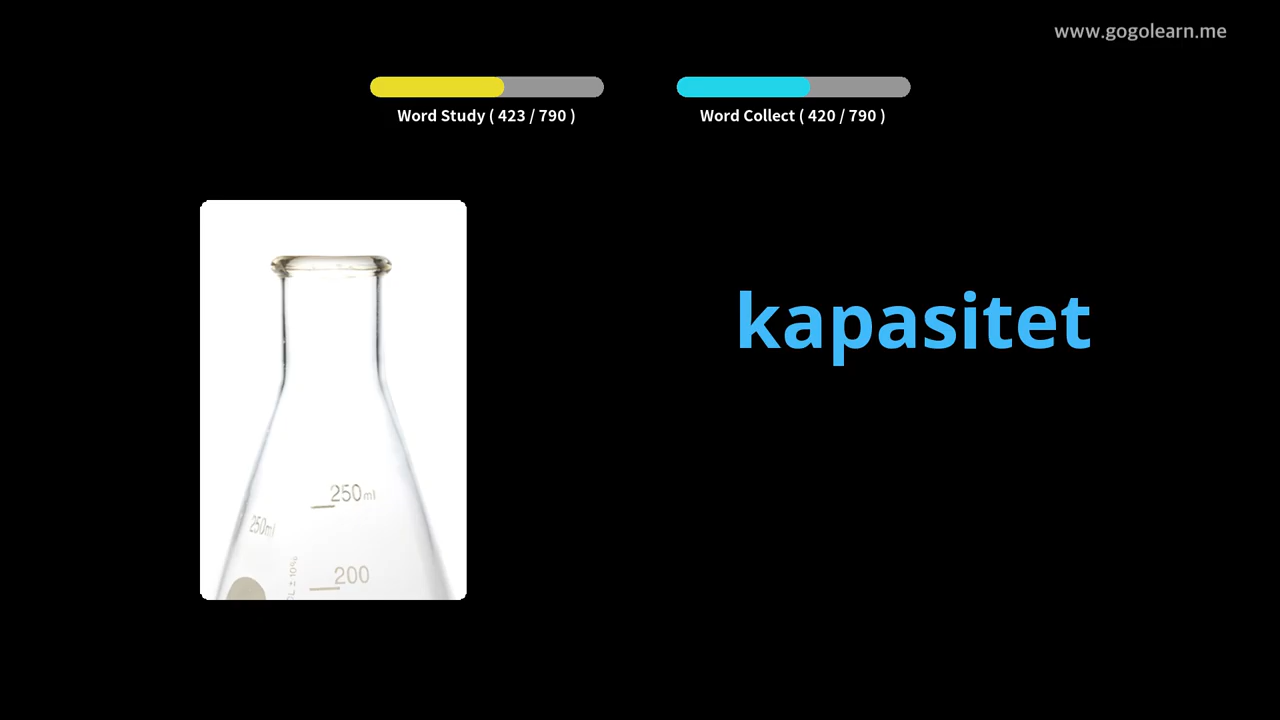 www.gogolearn.me
Word Study ( 423 / 790 )
Word Collect ( 420 / 790 )
kapasitet
250ml
250ml
200